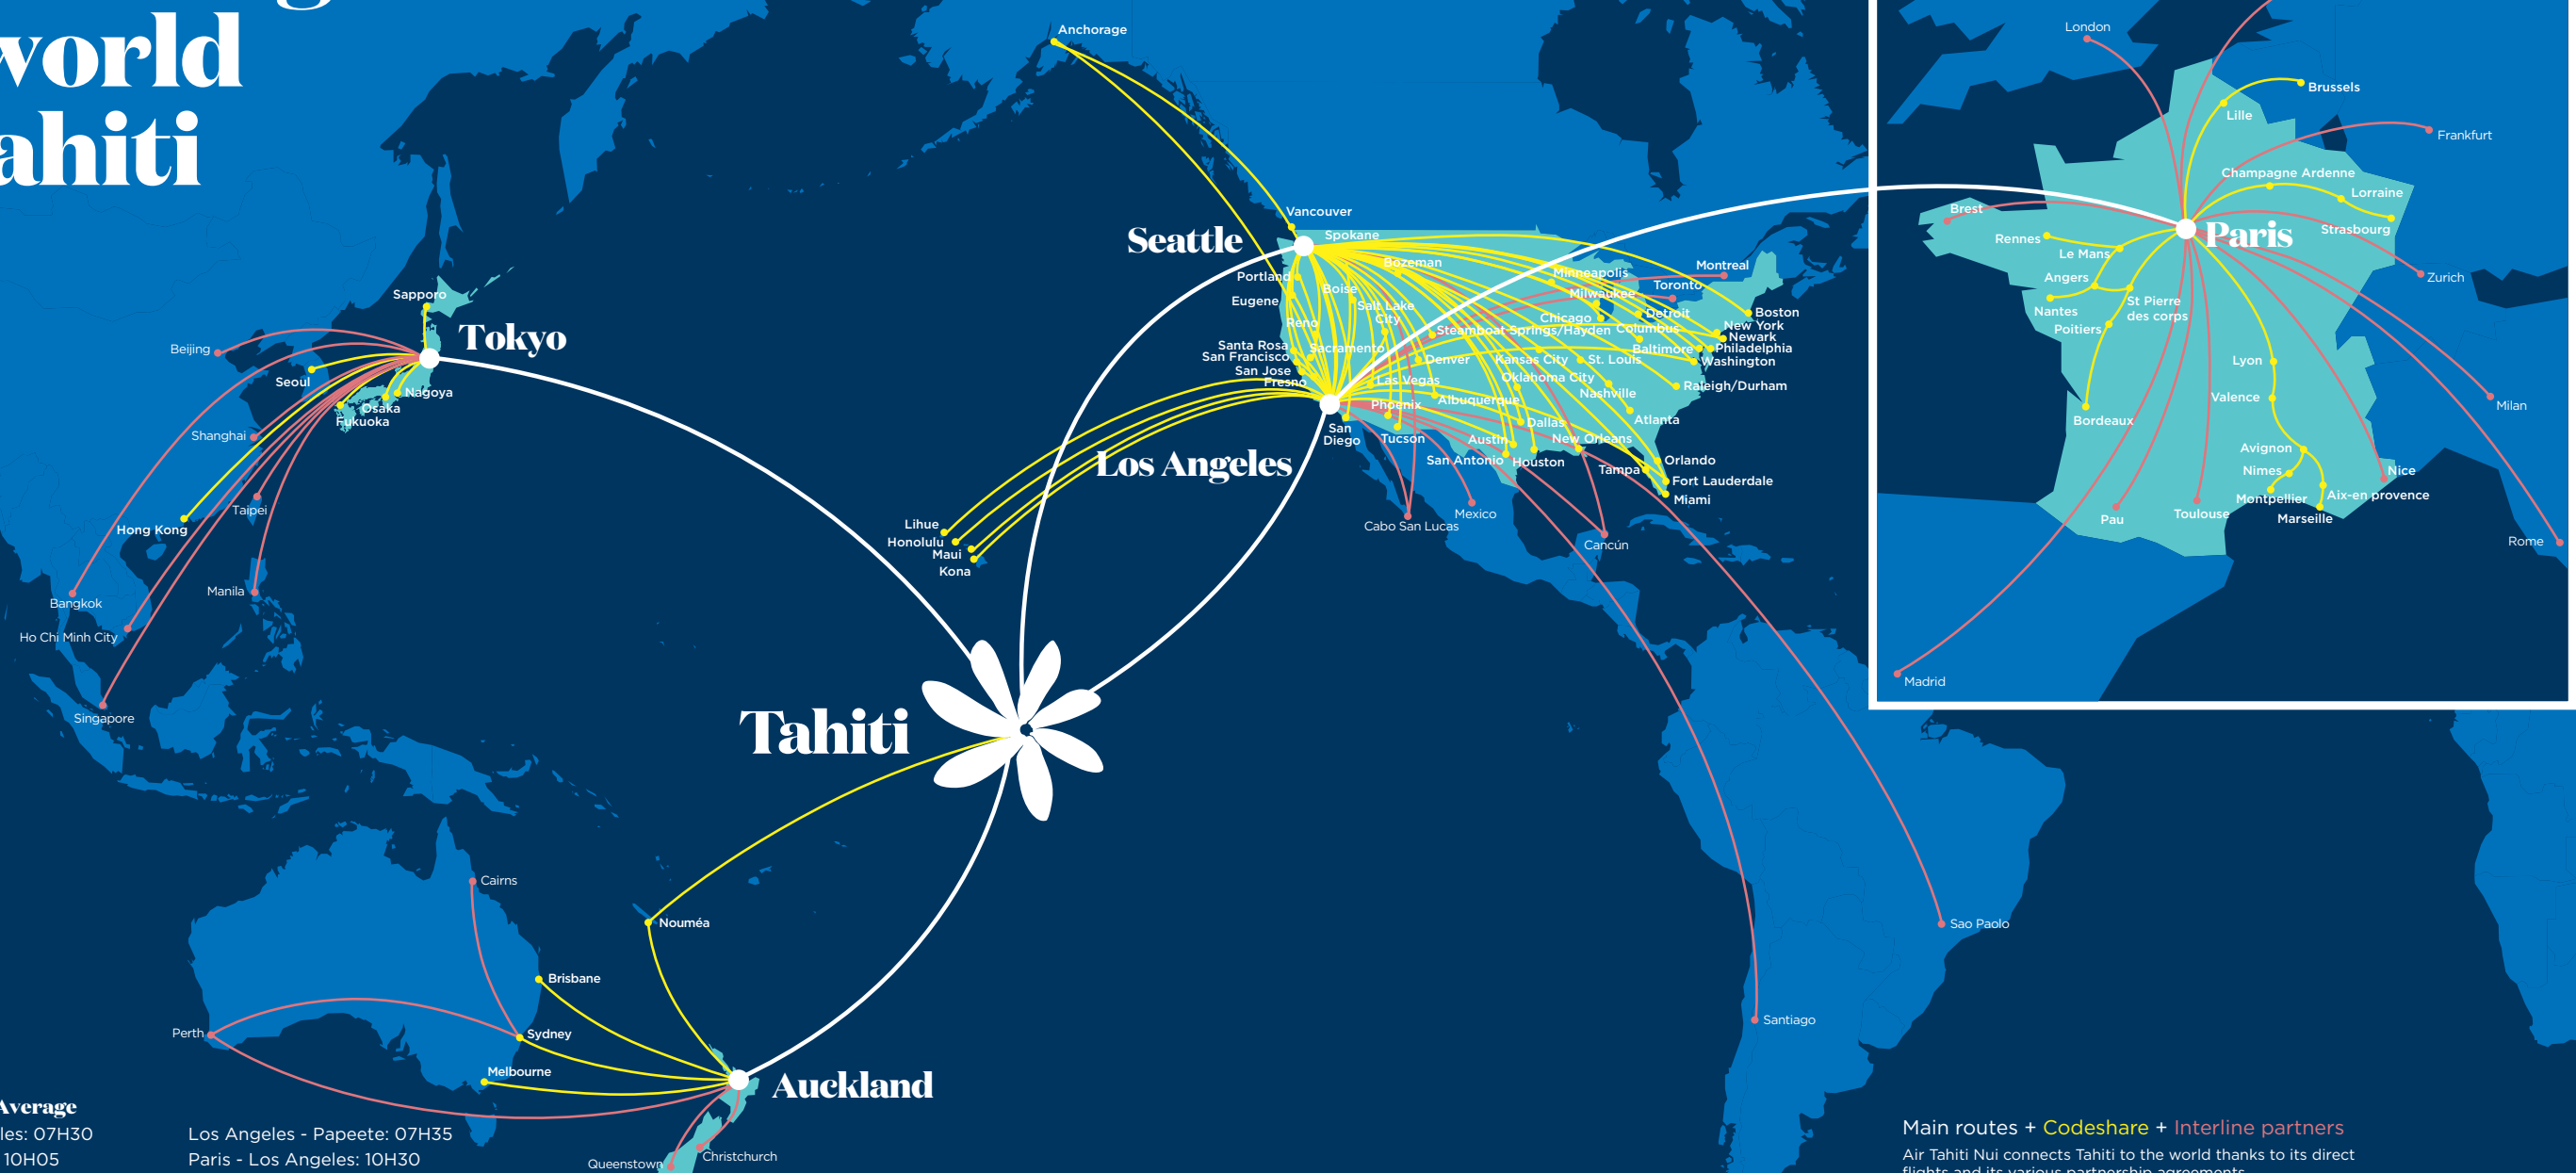 world
ahiti
Anchorage
Vancouver
Seattle
Spokane
Portland
Bozeman
Eugene
Boise
Salt Lake
City
Reno
Minneapolis
Milwaukee
Montreal
Toronto
Chicago
Detroit
Boston
Steamboat Springs/Hayden
Columbus
New York
Newark
Santa Rosa
Sacramento
Baltimore
Philadelphia
San Francisco
Denver
Kansas City
St. Louis
Washington
San Jose
Fresno
Las Vegas
Oklahoma City
Nashville
Raleigh/Durham
Albuquerque
Phoenix
Atlanta
San
Diego
Tucson
Dallas
Austin
New Orleans
San Antonio
Houston
Orlando
Tampa
Fort Lauderdale
Miami
Los Angeles
Lihue
Honolulu
Maui
Kona
Cabo San Lucas
Mexico
Cancún
Sapporo
Tokyo
Beijing
Seoul
Nagoya
Osaka
Fukuoka
Shanghai
Taipei
Hong Kong
Manila
Bangkok
Ho Chi Minh City
Singapore
Tahiti
Cairns
Nouméa
Brisbane
Perth
Sydney
Melbourne
Auckland
Christchurch
Queenstown
Sao Paolo
Santiago
London
Brussels
Lille
Frankfurt
Champagne Ardenne
Lorraine
Brest
Strasbourg
Paris
Rennes
Le Mans
Angers
Zurich
Nantes
St Pierre
des corps
Poitiers
Lyon
Valence
Milan
Bordeaux
Avignon
Nimes
Nice
Montpellier
Aix-en provence
Marseille
Pau
Toulouse
Rome
Madrid
Average
les: 07H30
10H05
Los Angeles - Papeete: 07H35
Paris - Los Angeles: 10H30
Main routes + Codeshare + Interline partners
Air Tahiti Nui connects Tahiti to the world thanks to its direct
flights and its various partnership agreements